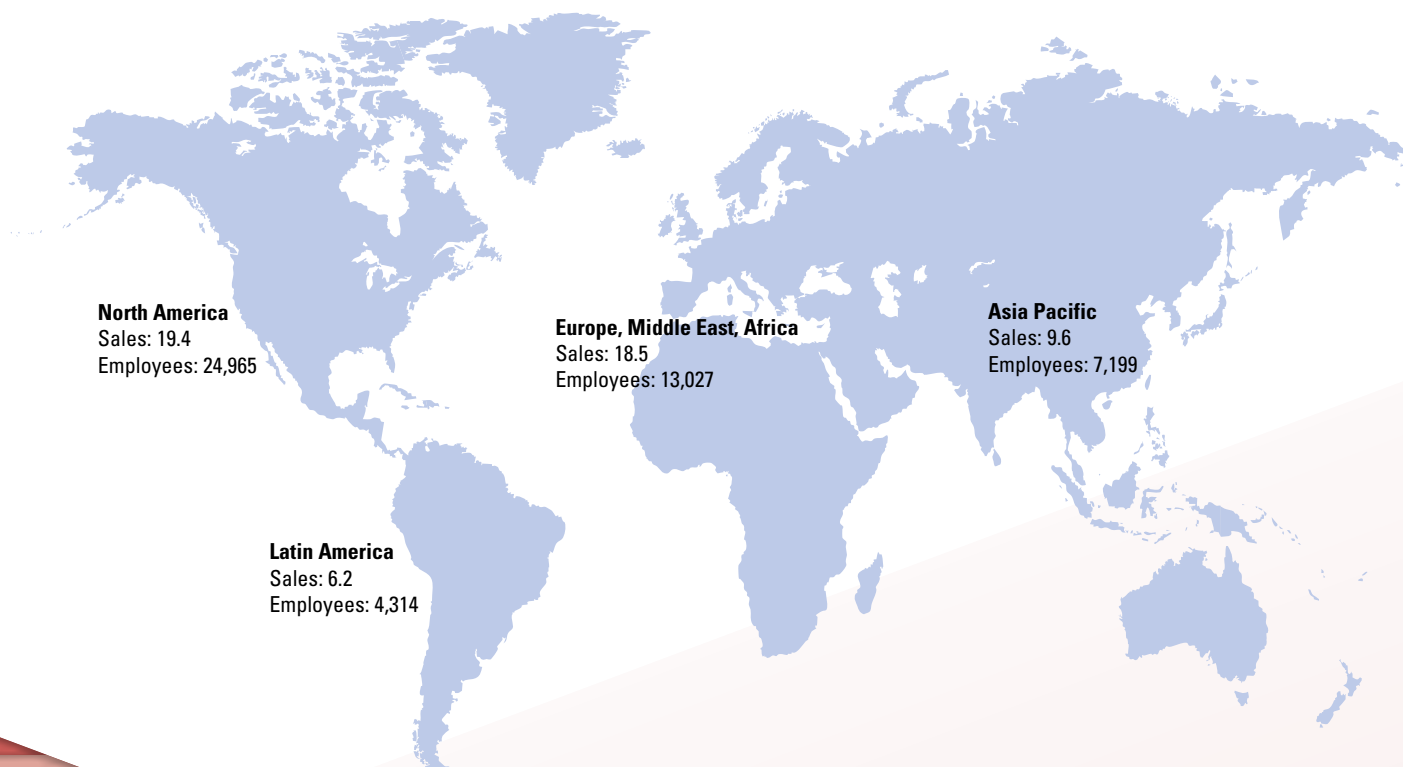 North America
Sales: 19.4
Employees: 24,965
Europe, Middle East, Africa
Sales: 18.5
Employees: 13,027
Asia Pacific
Sales: 9.6
Employees: 7,199
Latin America
Sales: 6.2
Employees: 4,314